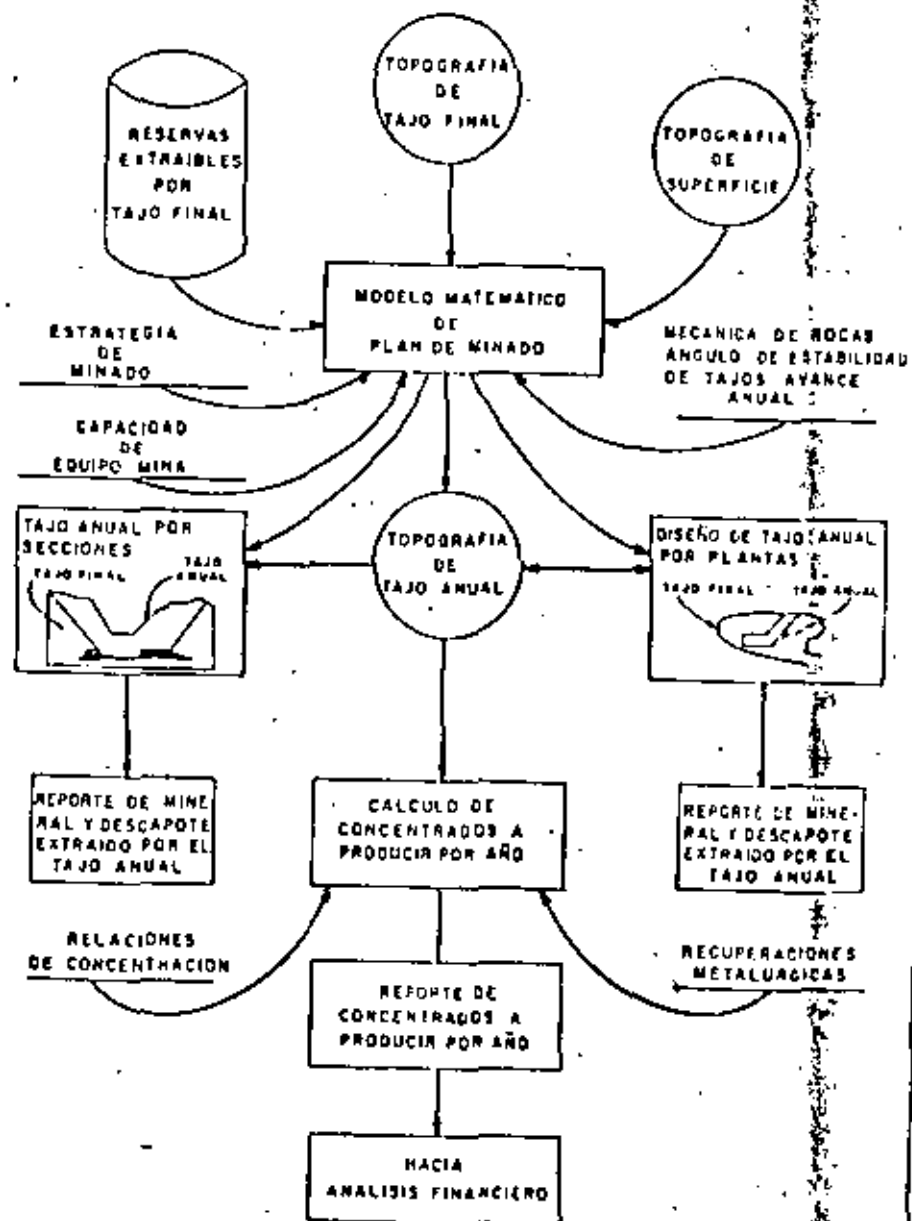 TOPOGRAFIA
DE
TAJO FINAL
RESERVAS
EXTRAIBLES
POR
TAJO FINAL
TOPOGRAFIA
DE
SUPERFICIE
MODELO MATEMATICO
DE
PLAN DE MINADO
ESTRATEGIA
DE
MINADO
MECANICA DE ROCAS
ANGULO DE ESTABILIDAD
DE TAJOS AVANCE
ANUAL
CAPACIDAD
DE
EQUIPO MINA
TAJO ANUAL POR
SECCIONES
TAJO FINAL
TAJO
ANUAL
TOPOGRAFIA
DE
TAJO ANUAL
DISEÑO DE TAJO ANUAL
POR PLANTAS
TAJO FINAL
TAJO ANUAL
REPORTE DE MINE
RAL Y DESCAPOTE
EXTRAIDO POR EL
TAJO ANUAL
CALCULO DE
CONCENTRADOS A
PRODUCIR POR AÑO
REPORTE DE MINE-
RAL Y DESCAPOTE
EXTRAIDO POR EL
TAJO ANUAL
RELACIONES
DE CONCENTRACION
RECUPERACIONES
METALURGICAS
REPORTE DE
CONCENTRADOS A
PRODUCIR POR AÑO
HACIA
ANALISIS FINANCIERO